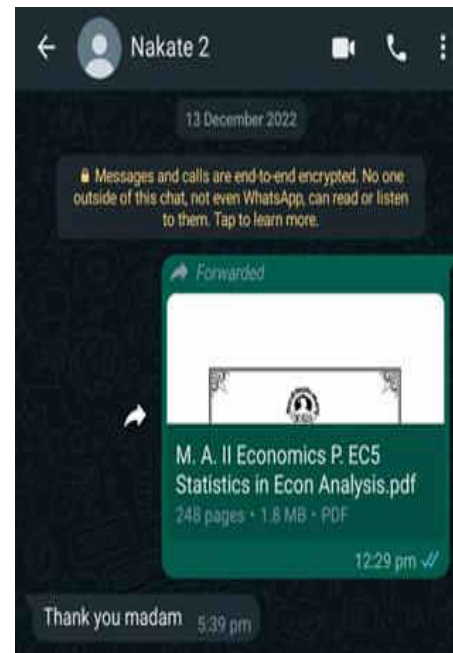 Nakate 2
13 December 2022
Messages and calls are end-to-end encrypted. No one
outside of this chat, not even WhatsApp, can read or listen
to them. Tap to learn more.
Forwarded
M. A. II Economics P. EC5
Statistics in Econ Analysis.pdf
248 pages • 1.8 MB • PDF
12:29 pm
Thank you madam 5:39 pm